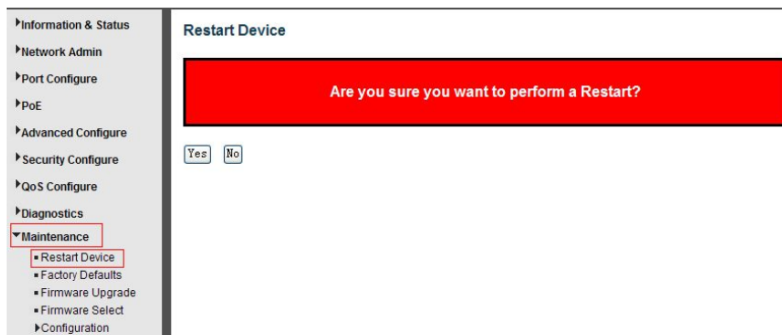 Information & Status
Network Admin
Port Configure
PoE
Advanced Configure
Security Configure
QoS Configure
Diagnostics
Maintenance
Restart Device
Factory Defaults
Firmware Upgrade
Firmware Select
Configuration
Restart Device
Are you sure you want to perform a Restart?
Yes No